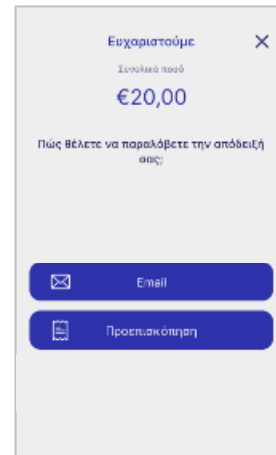 Ευχαριστούμε
Συνολικό ποσό
€20,00
Πώς θέλετε να παραλάβετε την απόδειξή
σας;
Email
Προεπισκόπηση